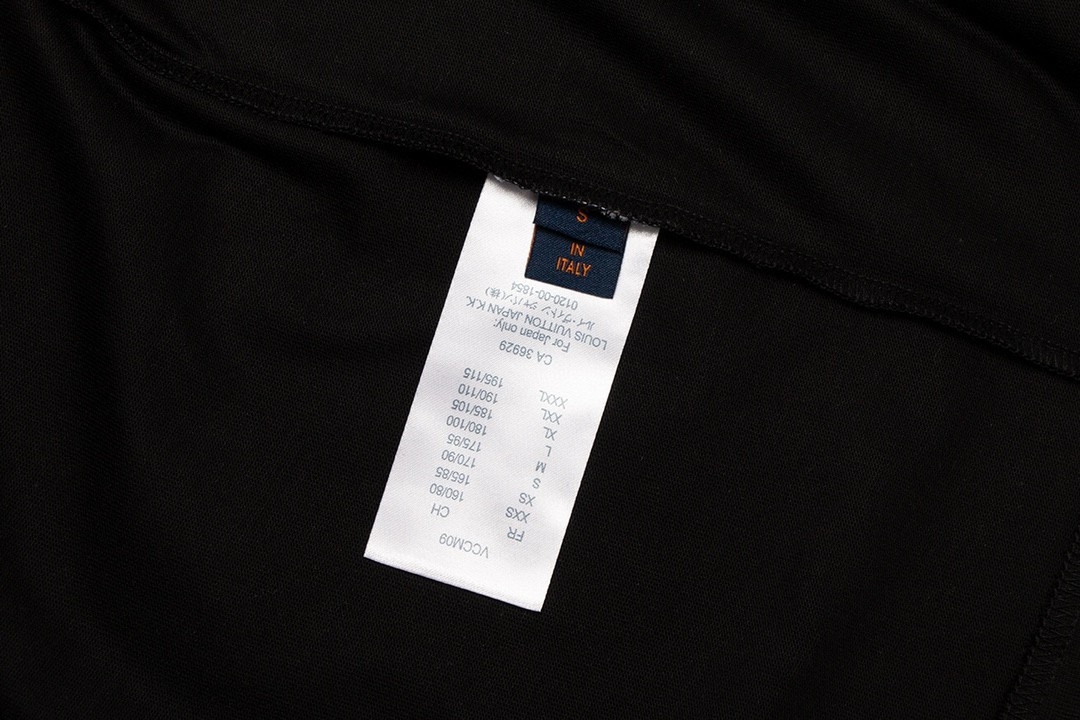 S
IN
ITALY
VCCM09
FR CH
XXS 160/80
XS 165/85
S 170/90
M 175/95
L 180/100
XL 185/105
XXL 190/110
XXXL 195/115
CA 36929
For Japan only:
LOUIS VUITTON JAPAN K.K.
ルイ・ヴィトン ジャパン(株)
0120-00-1854